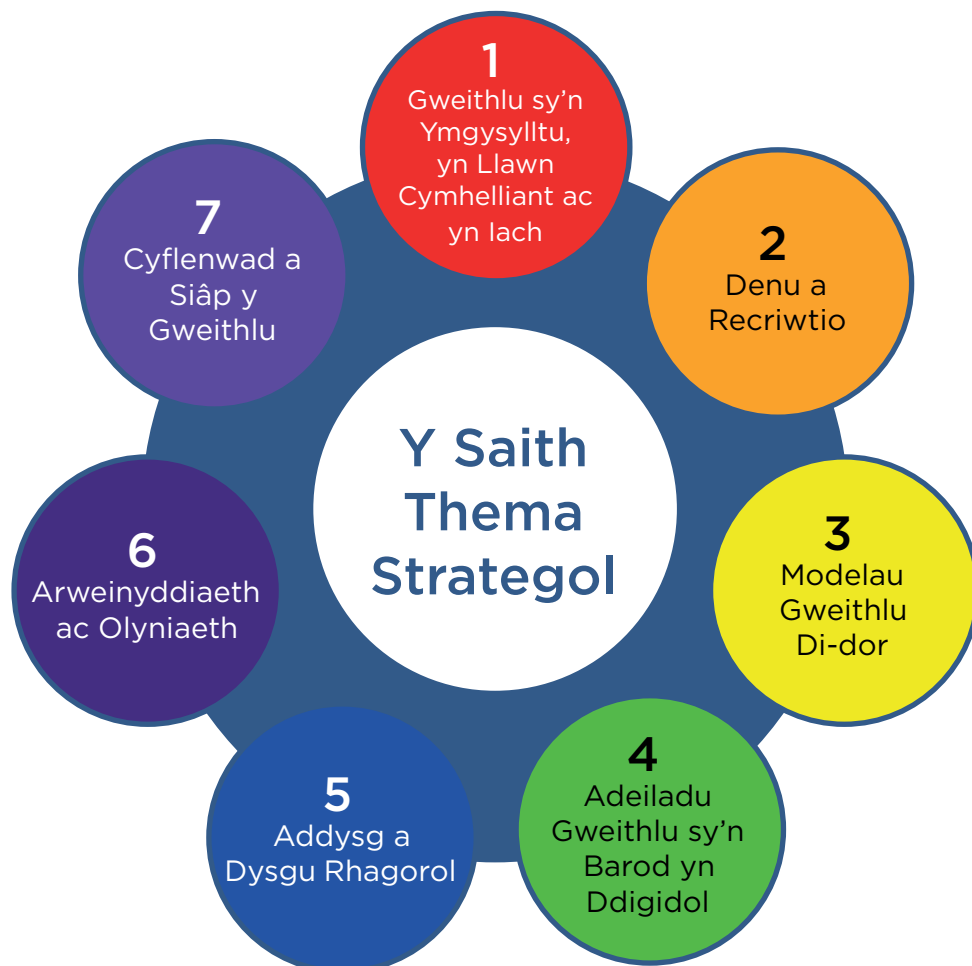 1
Gweithlu sy’n
Ymgysylltu,
yn Llawn
Cymhelliant ac
yn Iach
2
Denu a
Recriwtio
3
Modelau
Gweithlu
Di-dor
4
Adeiladu
Gweithlu sy’n
Barod yn
Ddigidol
5
Addysg a
Dysgu Rhagorol
6
Arweinyddiaeth
ac Olyniaeth
7
Cyflenwad a
Siâp y
Gweithlu
Y Saith
Thema
Strategol